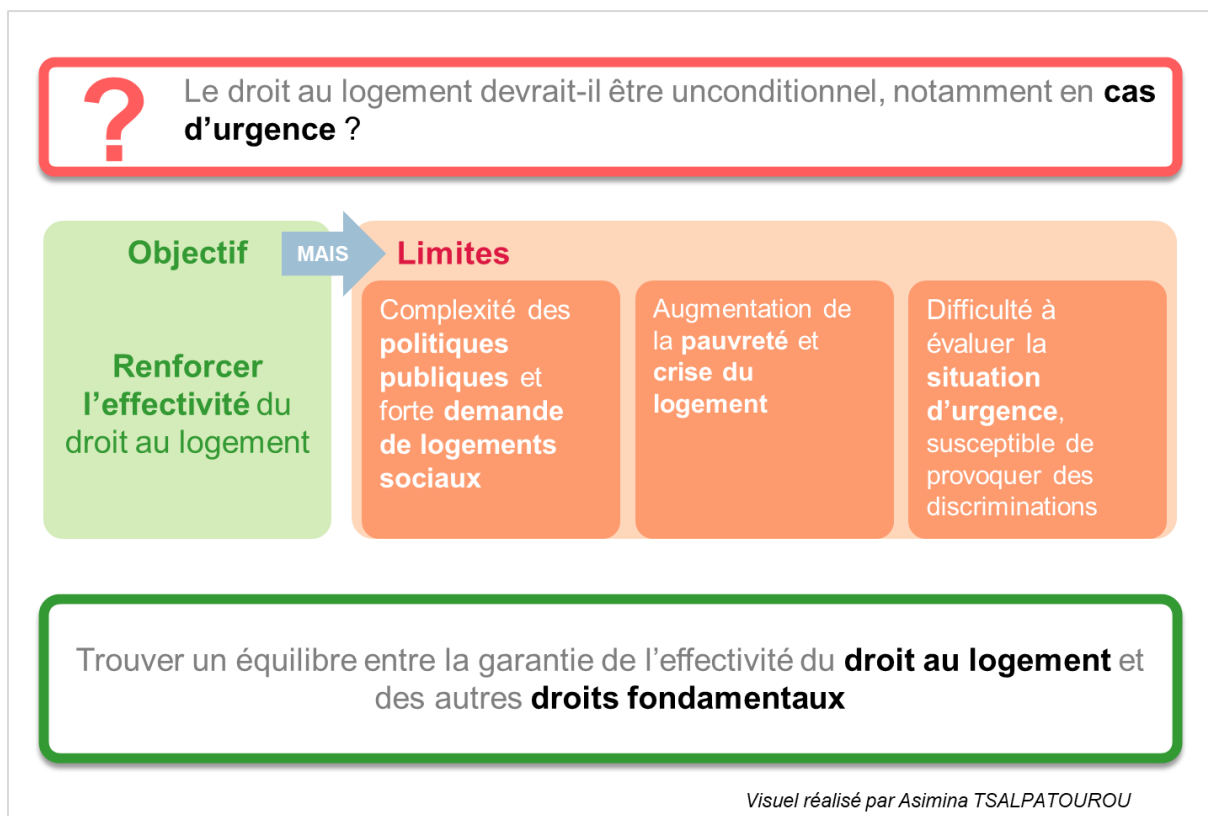 ?
Le droit au logement devrait-il être unconditionnel, notamment en cas
d’urgence ?
Objectif
MAIS
Limites
Renforcer
l’effectivité du
droit au logement
Complexité des
politiques
publiques et
forte demande
de logements
sociaux
Augmentation de
la pauvreté et
crise du
logement
Difficulté à
évaluer la
situation
d’urgence,
susceptible de
provoquer des
discriminations
Trouver un équilibre entre la garantie de l’effectivité du droit au logement et
des autres droits fondamentaux
Visuel réalisé par Asimina TSALPATOUROU